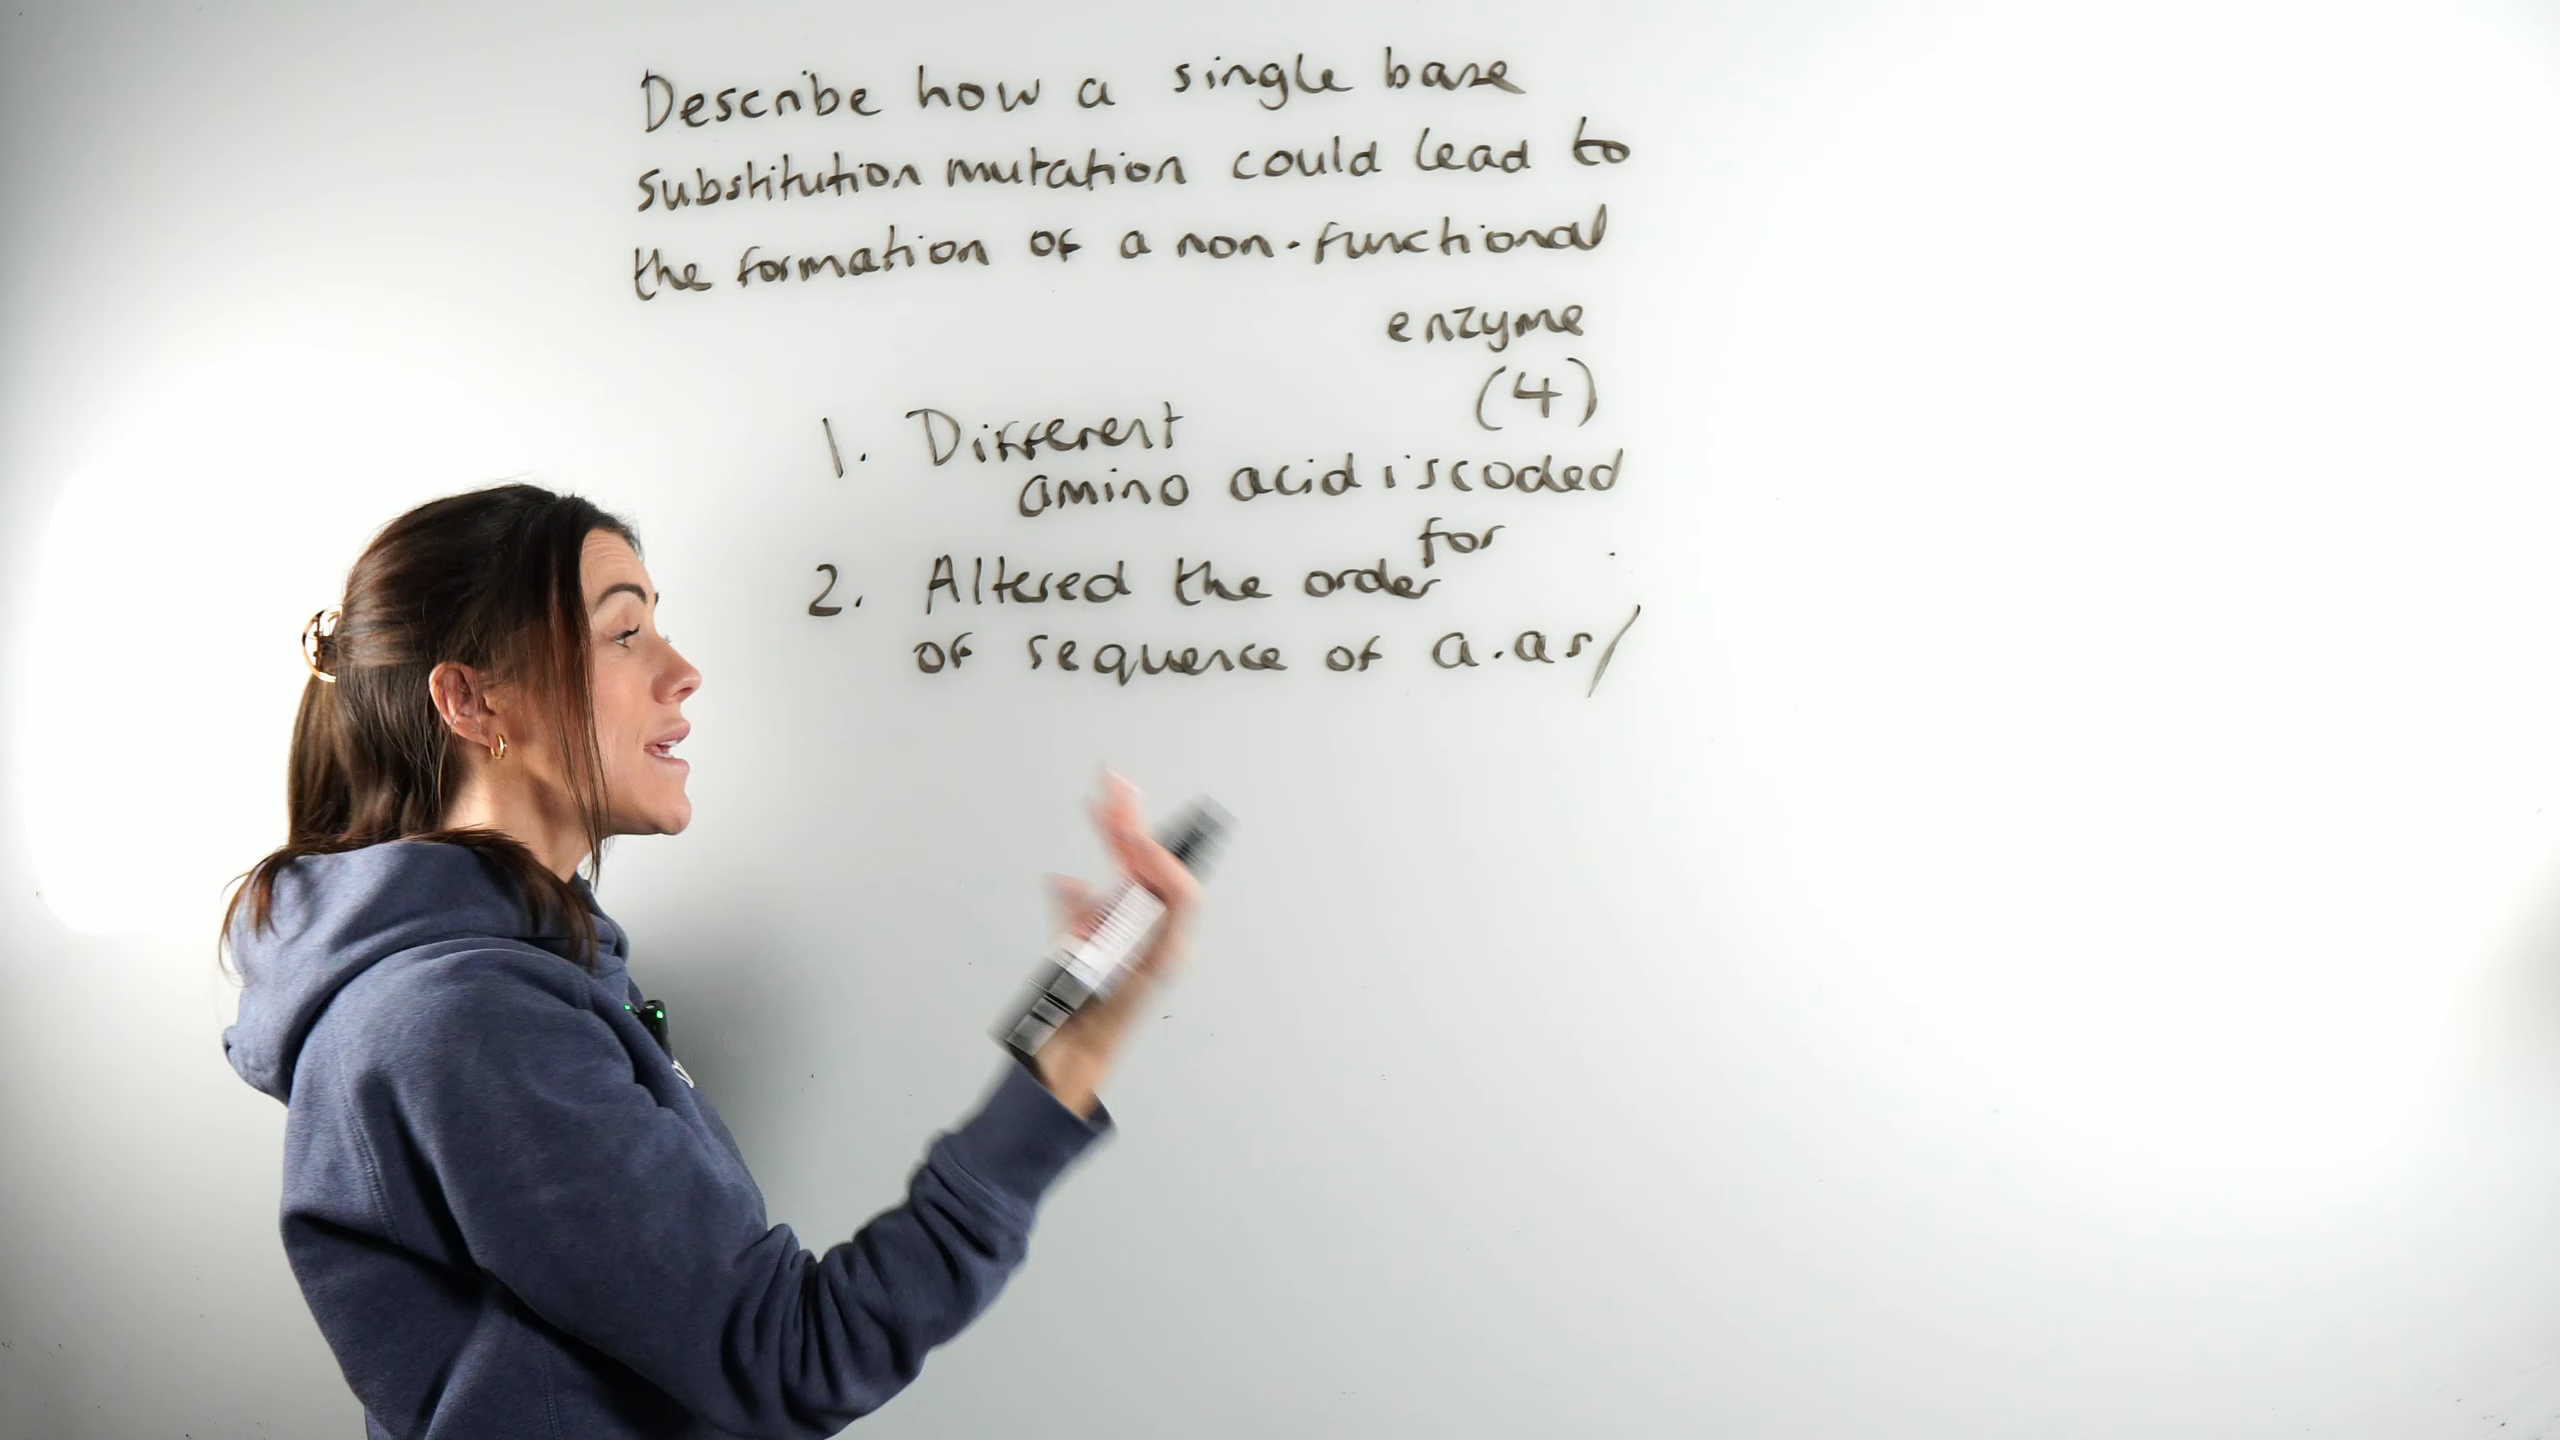 Describe how a single base
substitution mutation could lead to
the formation of a non-functional
enzyme
(4)
1. Different
amino acid is coded
for
2. Altered the order
of sequence of a.as/